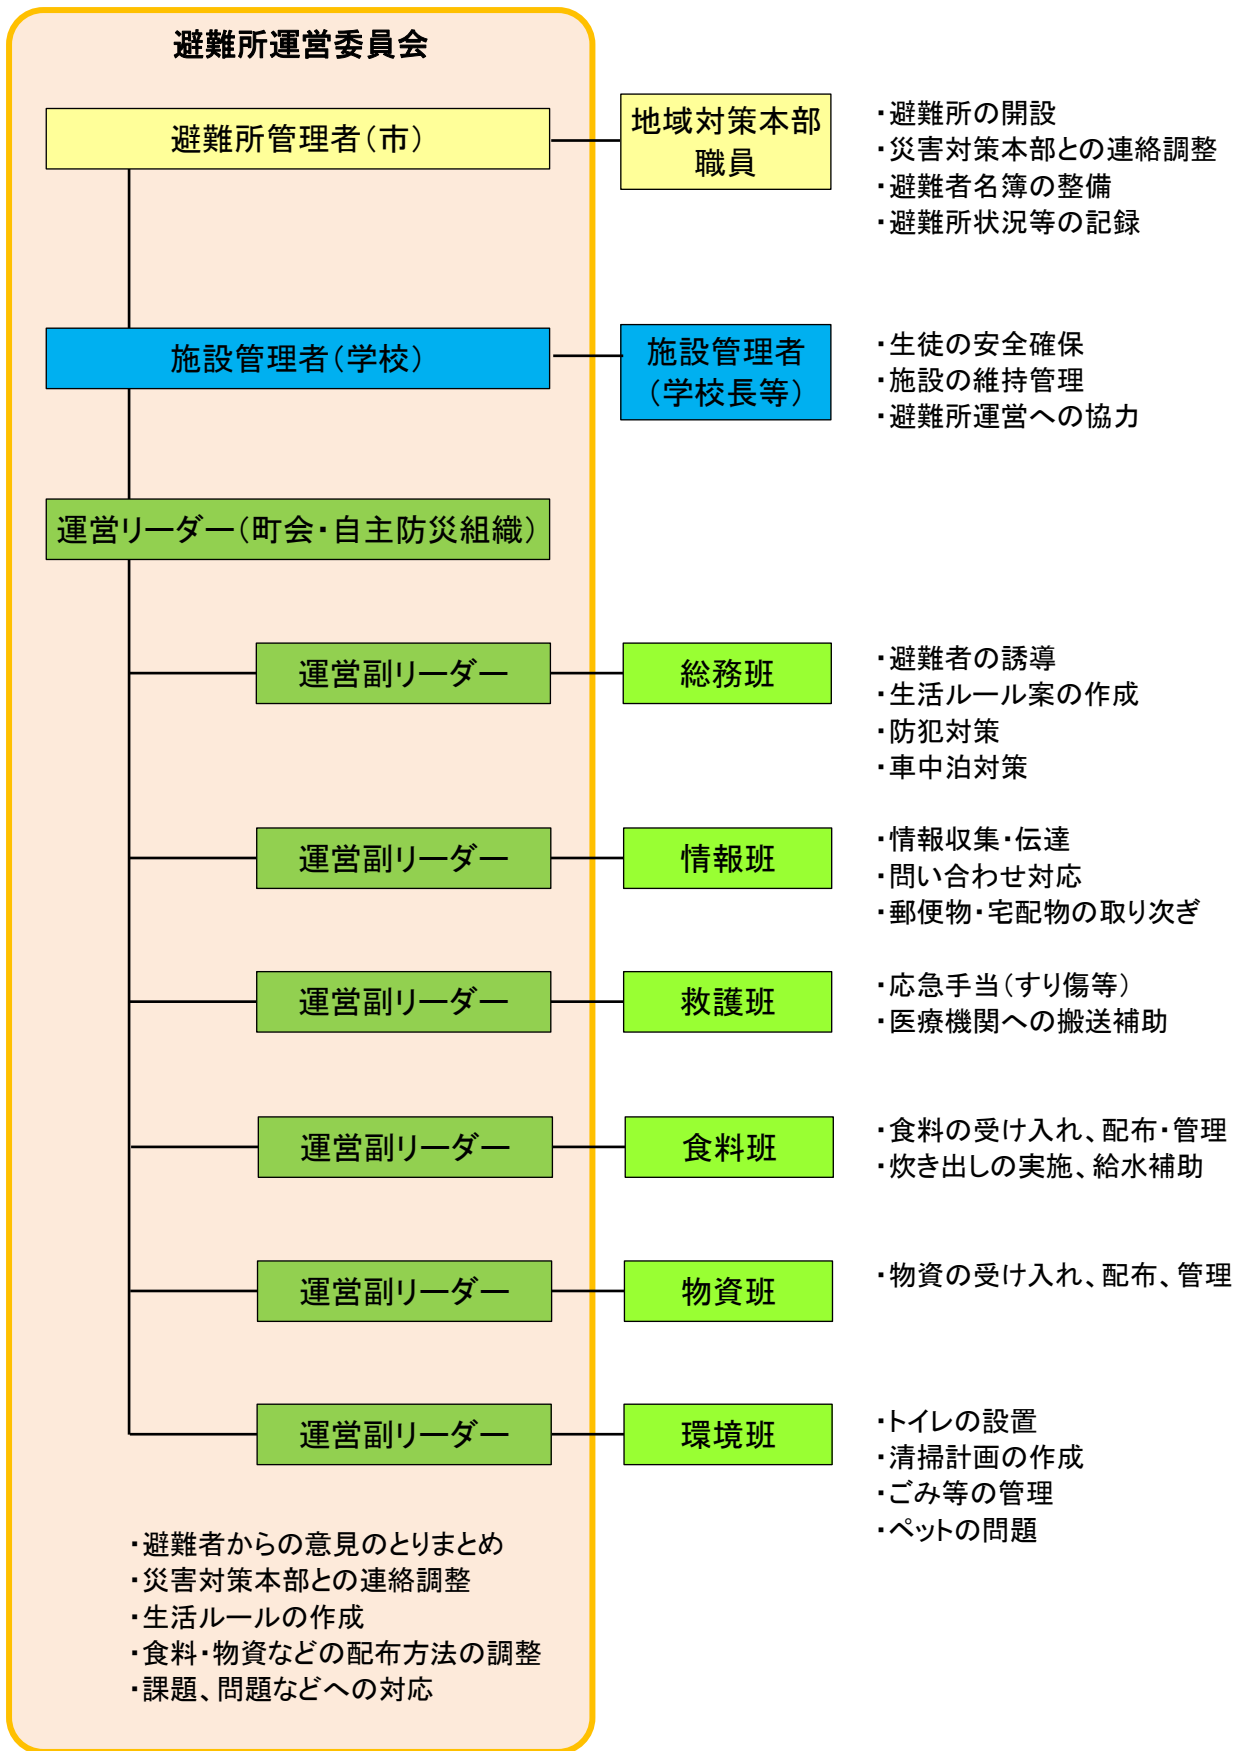 避難所運営委員会
避難所管理者(市)
地域対策本部
職員
・避難所の開設
・災害対策本部との連絡調整
・避難者名簿の整備
・避難所状況等の記録
施設管理者(学校)
施設管理者
(学校長等)
・生徒の安全確保
・施設の維持管理
・避難所運営への協力
運営リーダー(町会・自主防災組織)
運営副リーダー
総務班
・避難者の誘導
・生活ルール案の作成
・防犯対策
・車中泊対策
運営副リーダー
情報班
・情報収集・伝達
・問い合わせ対応
・郵便物・宅配物の取り次ぎ
運営副リーダー
救護班
・応急手当(すり傷等)
・医療機関への搬送補助
運営副リーダー
食料班
・食料の受け入れ、配布・管理
・炊き出しの実施、給水補助
運営副リーダー
物資班
・物資の受け入れ、配布、管理
運営副リーダー
環境班
・トイレの設置
・清掃計画の作成
・ごみ等の管理
・ペットの問題
・避難者からの意見のとりまとめ
・災害対策本部との連絡調整
・生活ルールの作成
・食料・物資などの配布方法の調整
・課題、問題などへの対応